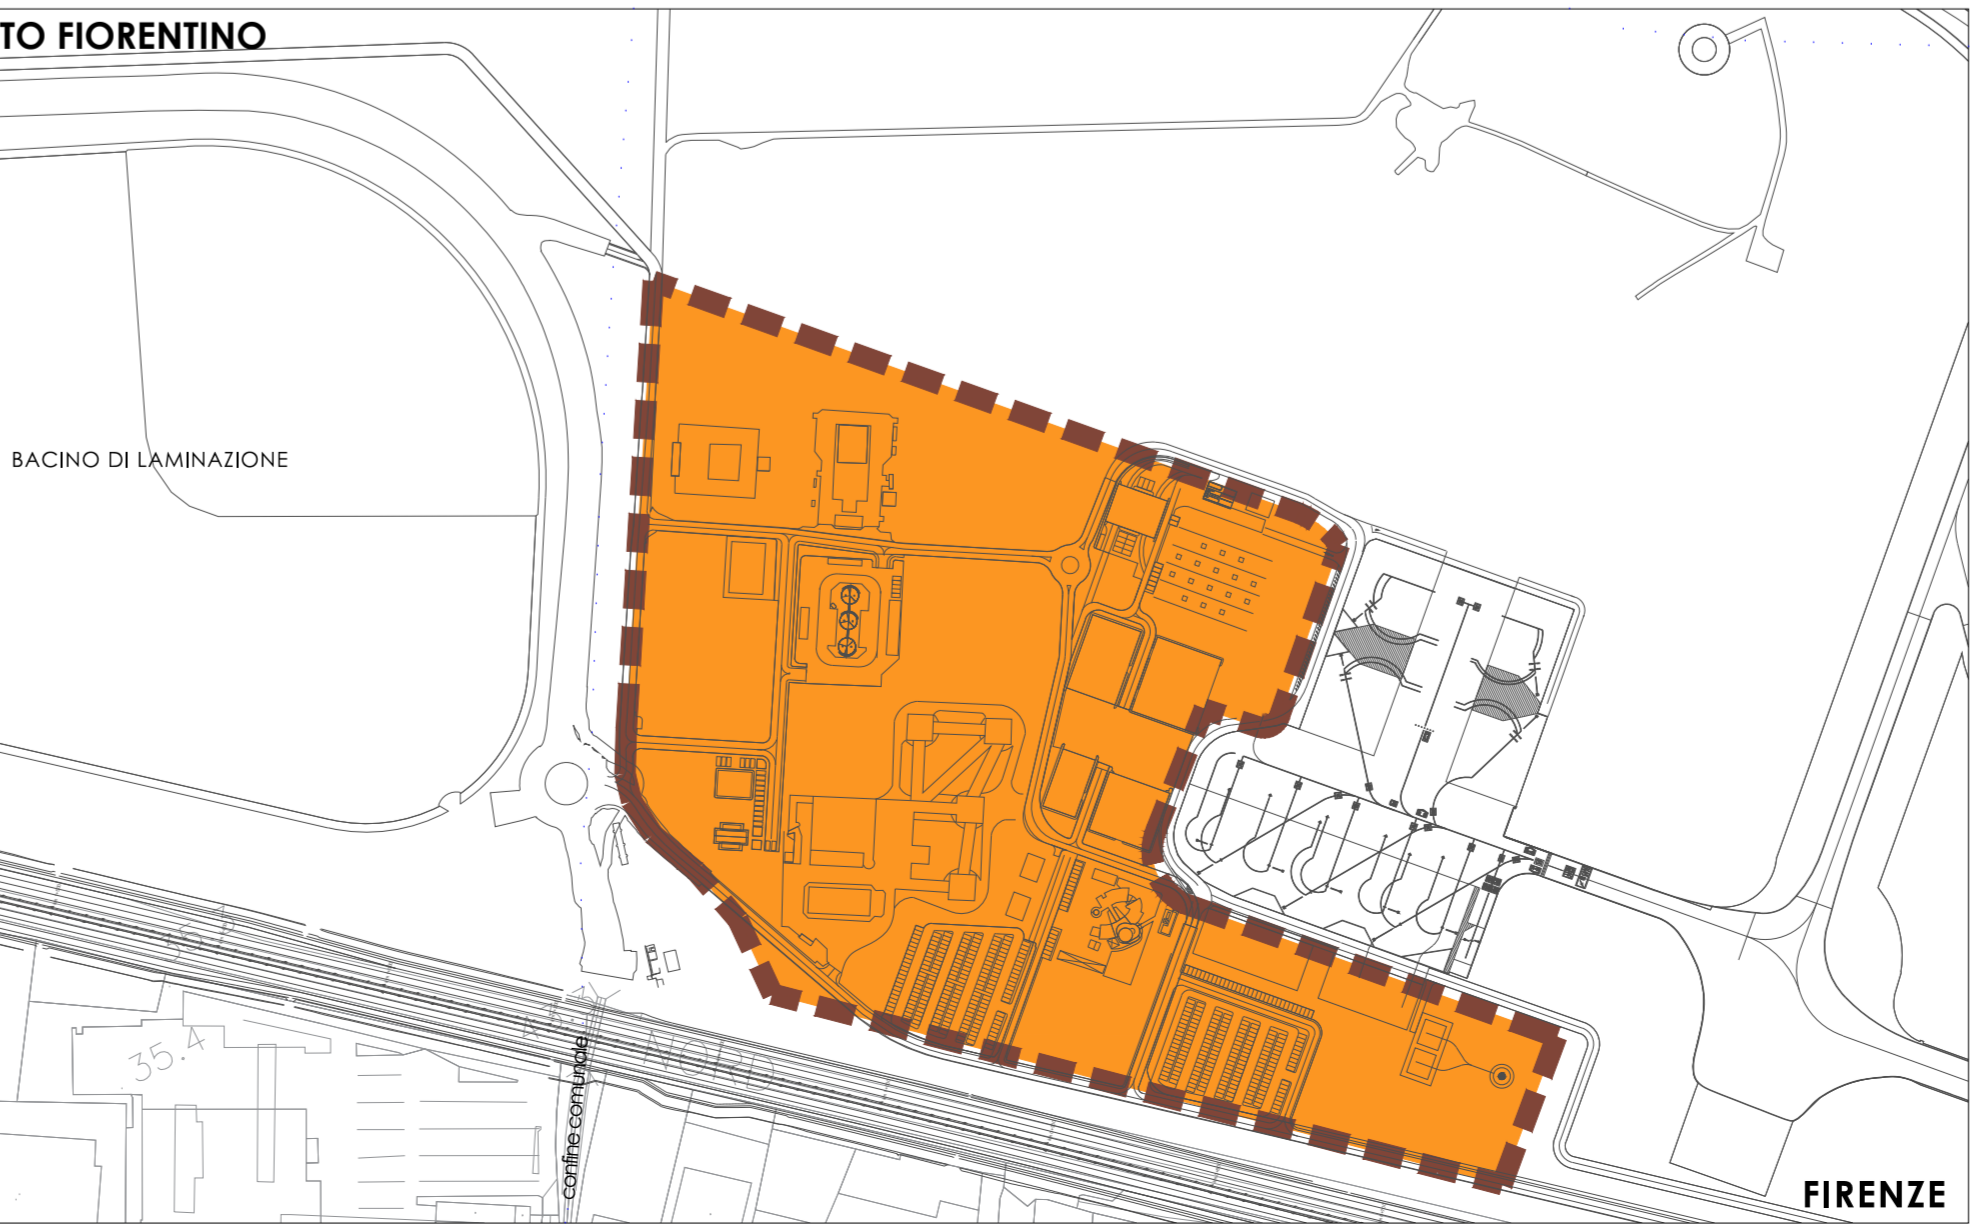 TO FIORENTINO
BACINO DI LAMINAZIONE
35.4
NORD
confine comunale
FIRENZE